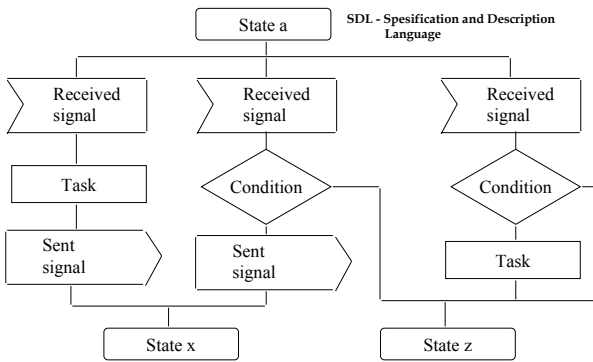 State a
SDL - Spesification and Description
Language
Received
signal
Received
signal
Received
signal
Task
Condition
Condition
Sent
signal
Sent
signal
Task
State x
State z